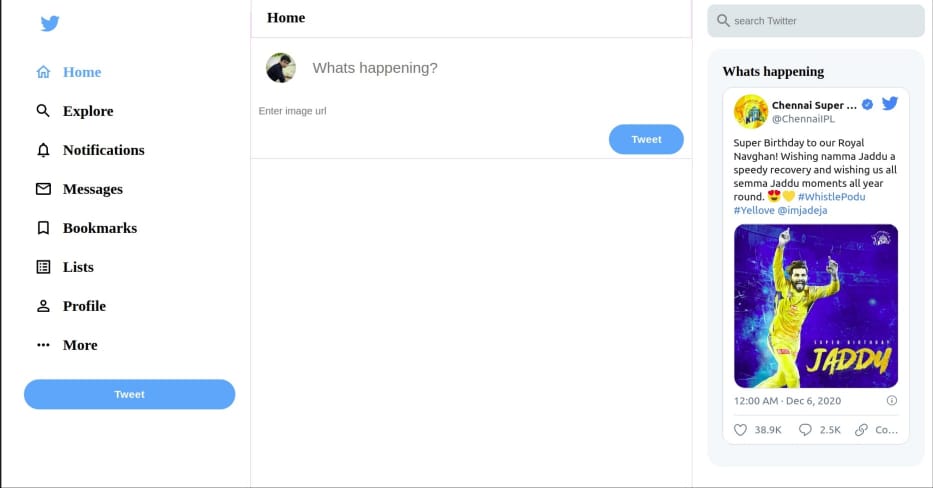 Home
Explore
Notifications
Messages
Bookmarks
Lists
Profile
More
Tweet
Home
Whats happening?
Enter image url
Tweet
search Twitter
Whats happening
Chennai Super ...
@ChennaiIPL
Super Birthday to our Royal
Navghan! Wishing namma Jaddu a
speedy recovery and wishing us all
semma Jaddu moments all year
round. 😍💛 #WhistlePodu
#Yellove @imjadeja
SUPER BIRTHDAY
JADDU
12:00 AM · Dec 6, 2020
38.9K 2.5K Co...